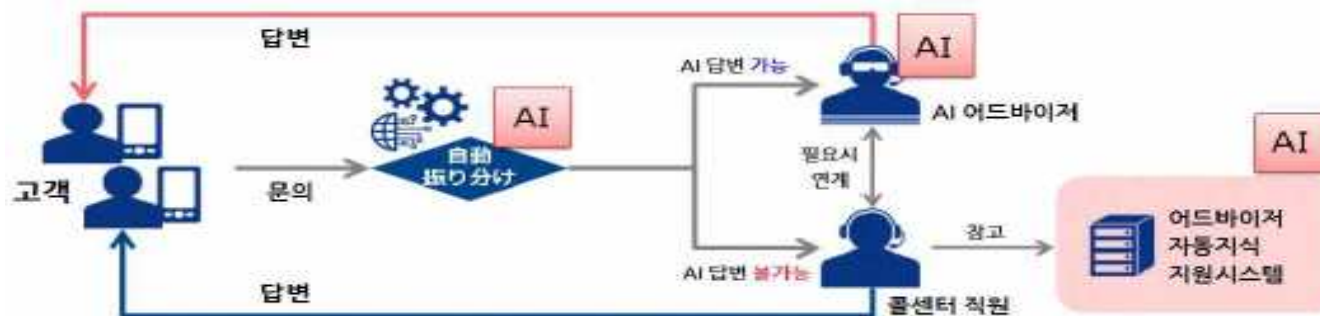 답변
AI
AI 답변 가능
AI 어드바이저
AI
自動
振り分け
AI
고객
문의
필요시
연계
참고
어드바이저
자동지식
지원시스템
AI 답변 불가능
답변
콜센터 직원